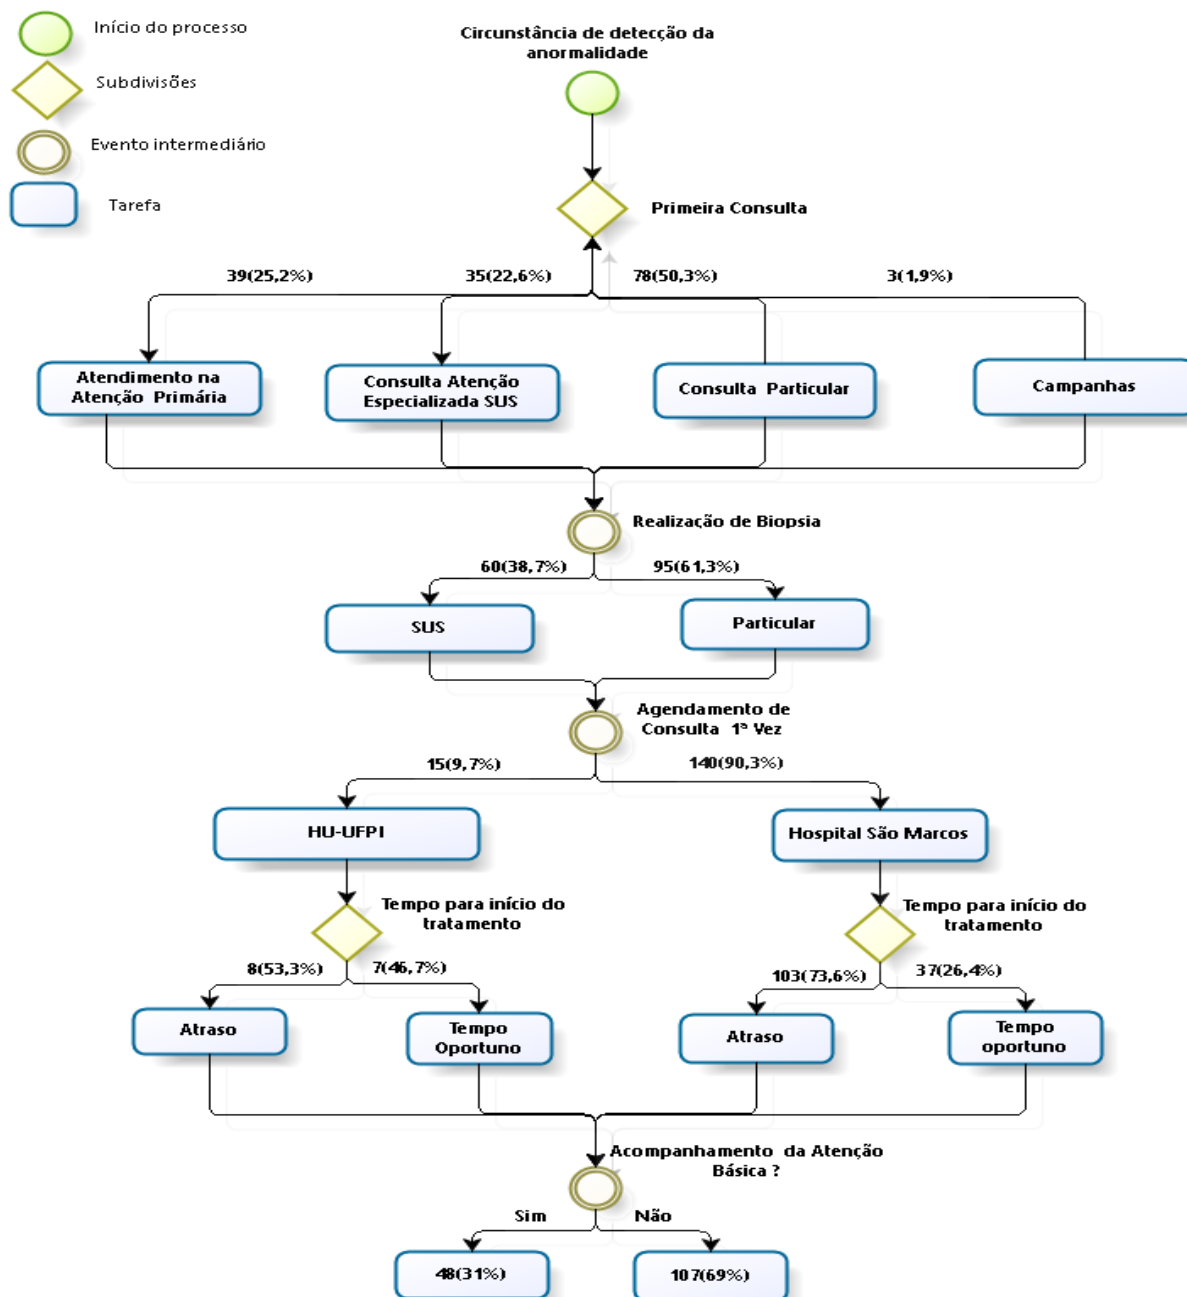 Início do processo
Subdivisões
Evento intermediário
Tarefa
Circunstância de detecção da
anormalidade
Primeira Consulta
39(25,2%)
35(22,6%)
78(50,3%)
3(1,9%)
Atendimento na
Atenção Primária
Consulta Atenção
Especializada SUS
Consulta Particular
Campanhas
Realização de Biopsia
60(38,7%)
95(61,3%)
SUS
Particular
Agendamento de
Consulta 1ª Vez
15(9,7%)
140(90,3%)
HU-UFPI
Hospital São Marcos
Tempo para início do
tratamento
Tempo para início do
tratamento
8(53,3%)
7(46,7%)
103(73,6%)
37(26,4%)
Atraso
Tempo
Oportuno
Atraso
Tempo
oportuno
Acompanhamento da Atenção
Básica ?
Sim
Não
48(31%)
107(69%)